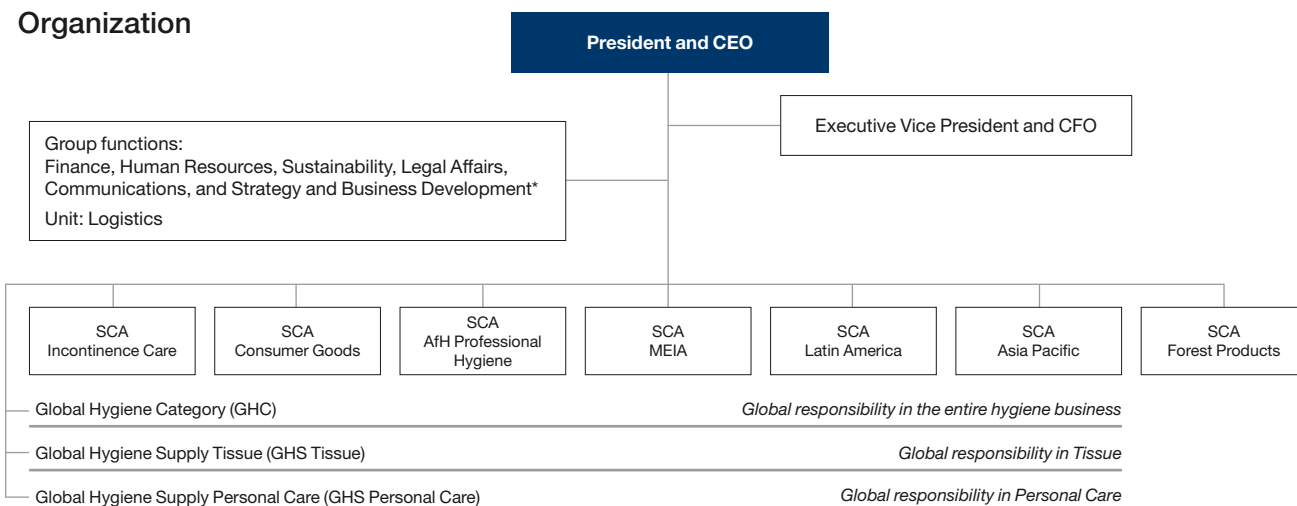 Organization
President and CEO
Executive Vice President and CFO
Group functions:
Finance, Human Resources, Sustainability, Legal Affairs,
Communications, and Strategy and Business Development*
Unit: Logistics
SCA
Incontinence Care
SCA
Consumer Goods
SCA
AfH Professional
Hygiene
SCA
MEIA
SCA
Latin America
SCA
Asia Pacific
SCA
Forest Products
Global Hygiene Category (GHC)
Global responsibility in the entire hygiene business
Global Hygiene Supply Tissue (GHS Tissue)
Global responsibility in Tissue
Global Hygiene Supply Personal Care (GHS Personal Care)
Global responsibility in Personal Care